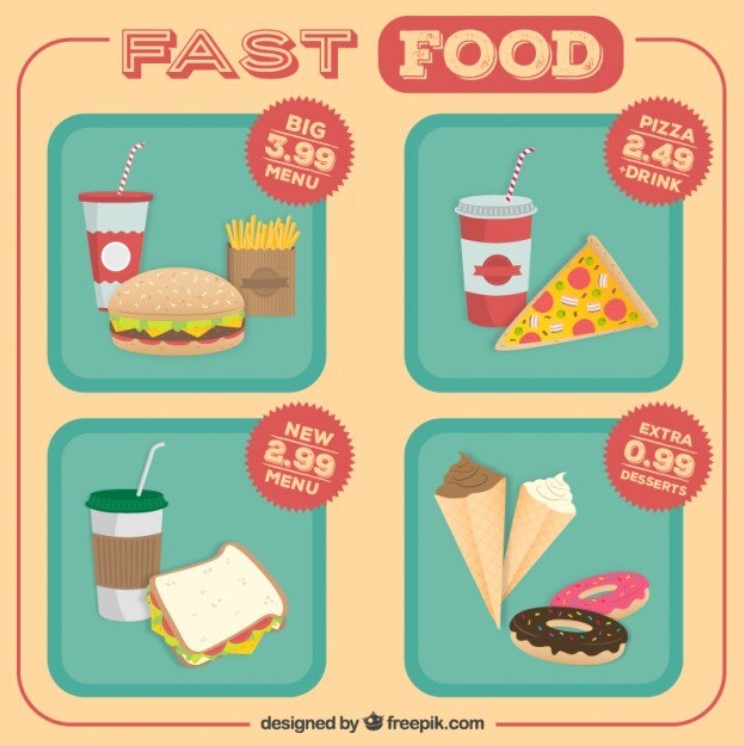 FAST FOOD
BIG
3.99
MENU
PIZZA
2.49
+DRINK
NEW
2.99
MENU
EXTRA
0.99
DESSERTS
designed by freepik.com